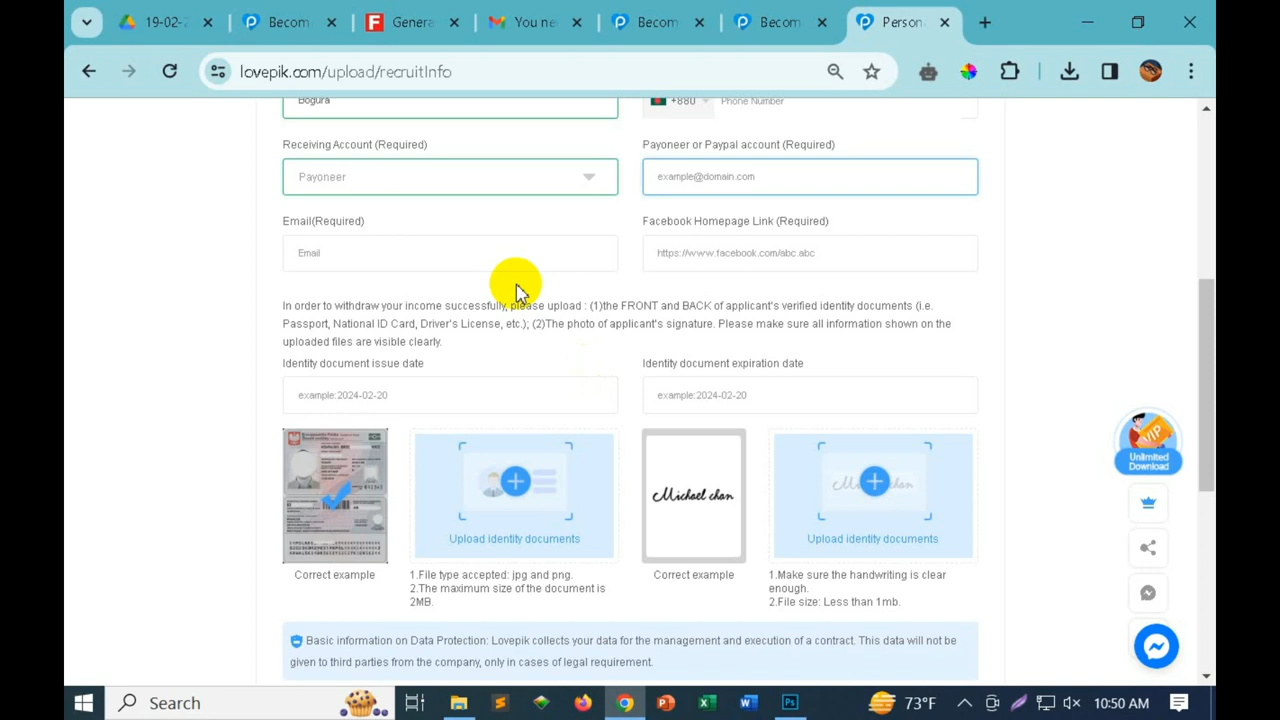 19-02-2
Becom
Genera
You ne
Becom
Becom
Person
lovepik.com/upload/recruitInfo
Bogura
+880
Phone Number
Receiving Account (Required)
Payoneer or Paypal account (Required)
Payoneer
example@domain.com
Email(Required)
Facebook Homepage Link (Required)
Email
https://www.facebook.com/abc.abc
In order to withdraw your income successfully, please upload : (1)the FRONT and BACK of applicant's verified identity documents (i.e.
Passport, National ID Card, Driver's License, etc.); (2)The photo of applicant's signature. Please make sure all information shown on the
uploaded files are visible clearly.
Identity document issue date
Identity document expiration date
example:2024-02-20
example:2024-02-20
Michael chan
Upload identity documents
Upload identity documents
Correct example
1.File type accepted: jpg and png.
2.The maximum size of the document is
2MB.
Correct example
1.Make sure the handwriting is clear
enough.
2.File size: Less than 1mb.
VIP
Unlimited
Download
Basic information on Data Protection: Lovepik collects your data for the management and execution of a contract. This data will not be
given to third parties from the company, only in cases of legal requirement.
Search
73°F
10:50 AM